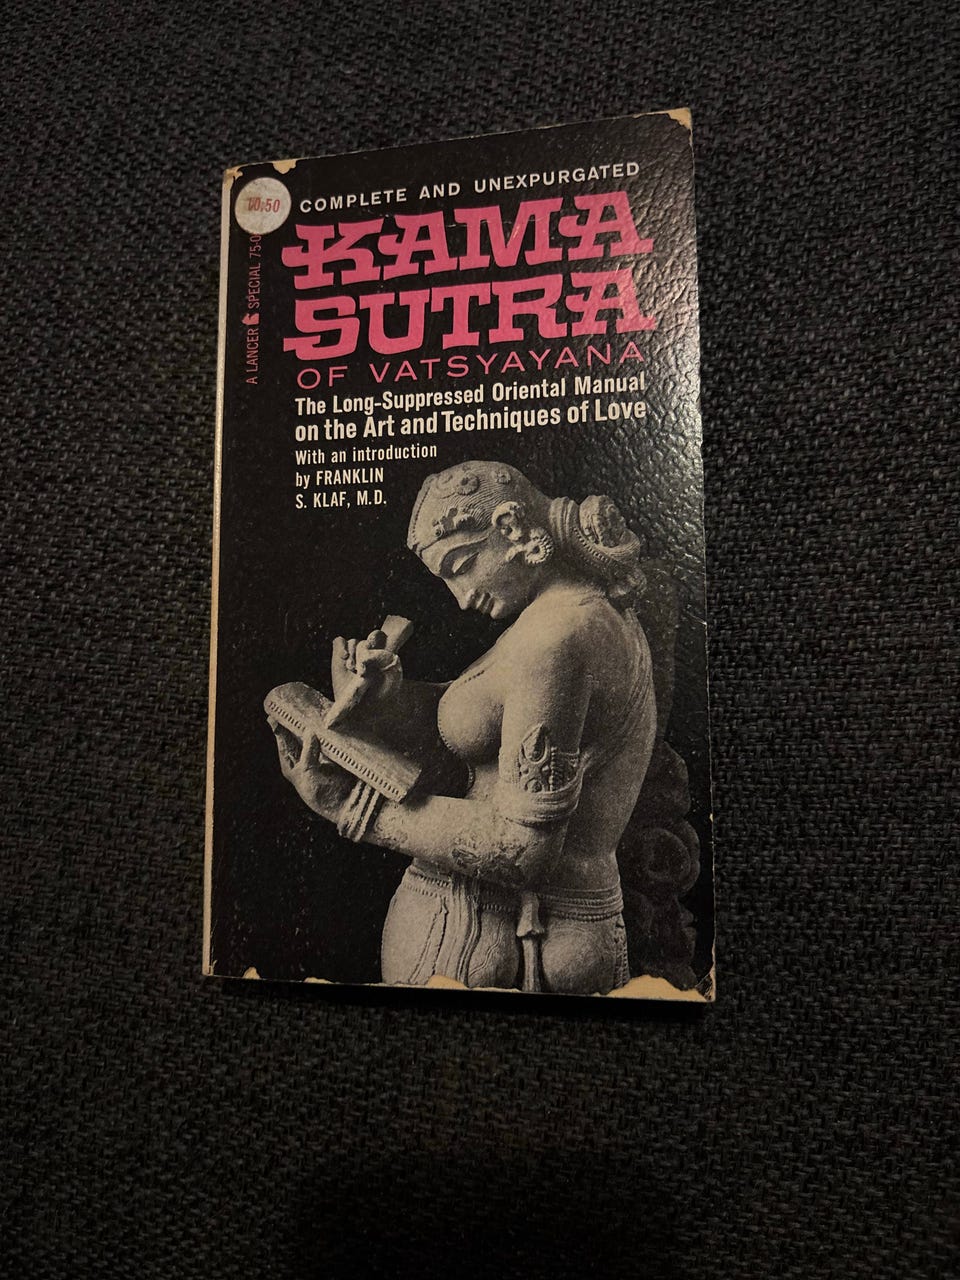 COMPLETE AND UNEXPURGATED
KAMA
SUTRA
OF VATSYAYANA
The Long-Suppressed Oriental Manual
on the Art and Techniques of Love
With an introduction
by FRANKLIN
S. KLAF, M.D.
A LANCER SPECIAL